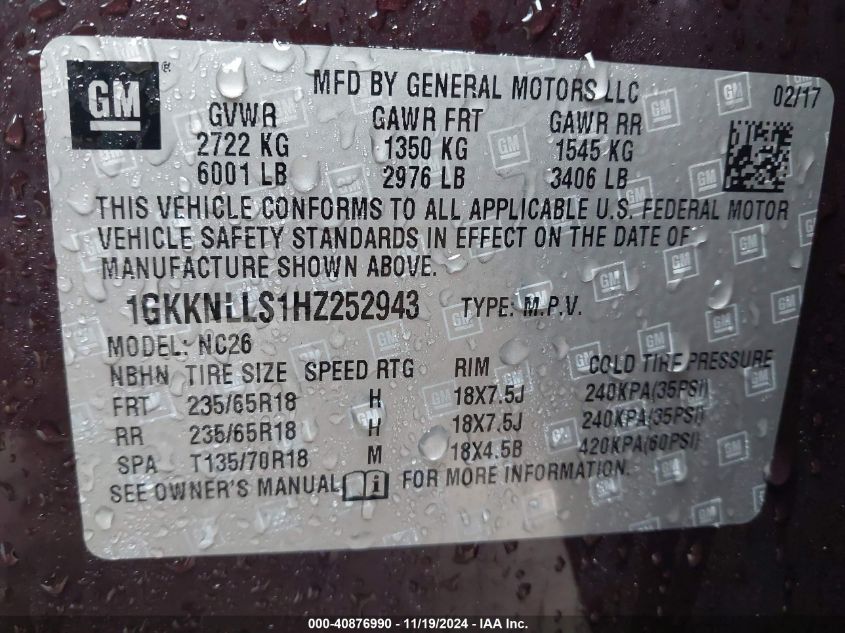 GM ® MFD BY GENERAL MOTORS LLC 02/17
GVWR GAWR FRT GAWR RR
2722 KG 1350 KG 1545 KG
6001 LB 2976 LB 3406 LB
THIS VEHICLE CONFORMS TO ALL APPLICABLE U.S. FEDERAL MOTOR
VEHICLE SAFETY STANDARDS IN EFFECT ON THE DATE OF
MANUFACTURE SHOWN ABOVE.
1GKKNLLS1HZ252943 TYPE: M.P.V.
MODEL: NC26
NBHN TIRE SIZE SPEED RTG RIM COLD TIRE PRESSURE
FRT 235/65R18 H 18X7.5J 240KPA(35PSI)
RR 235/65R18 H 18X7.5J 240KPA(35PSI)
SPA T135/70R18 M 18X4.5B 420KPA(60PSI)
SEE OWNER'S MANUAL i FOR MORE INFORMATION.
000-40876990 - 11/19/2024 - IAA Inc.